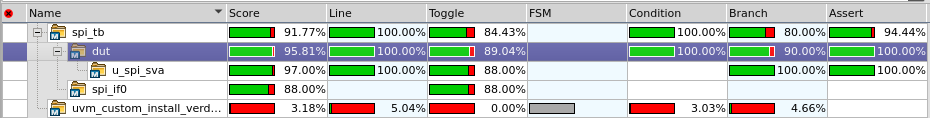 Name Score Line Toggle FSM Condition Branch Assert
spi_tb 91.77% 100.00% 84.43% 100.00% 80.00% 94.44%
dut 95.81% 100.00% 89.04% 100.00% 90.00% 100.00%
u_spi_sva 97.00% 100.00% 88.00% 100.00% 100.00%
spi_if0 88.00% 88.00%
uvm_custom_install_verd... 3.18% 5.04% 0.00% 3.03% 4.66%